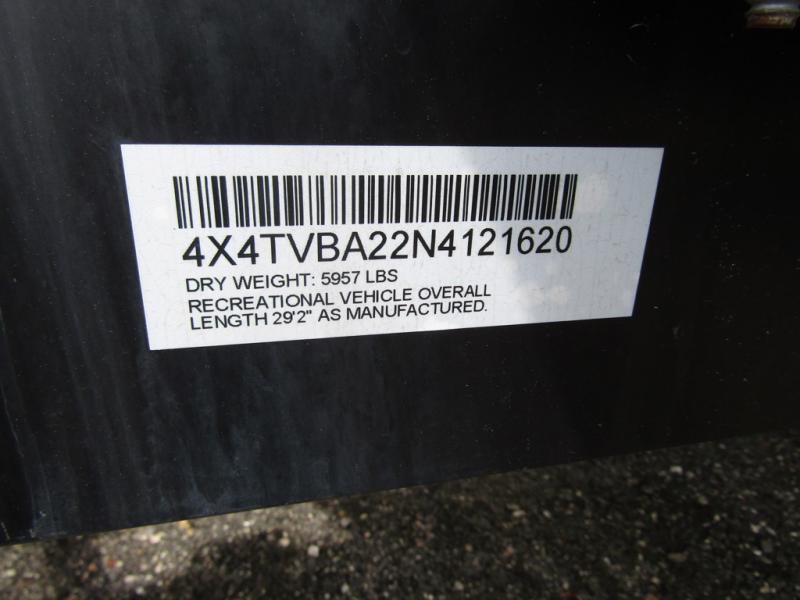 4X4TVBA22N4121620
DRY WEIGHT: 5957 LBS
RECREATIONAL VEHICLE OVERALL
LENGTH 29'2" AS MANUFACTURED.